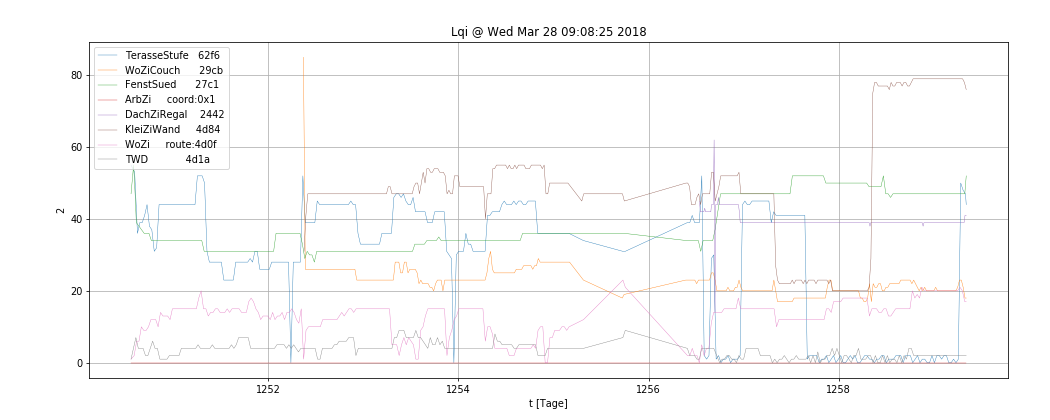 Lqi @ Wed Mar 28 09:08:25 2018
TerasseStufe 62f6
WoZiCouch 29cb
FenstSued 27c1
ArbZi coord:0x1
DachZiRegal 2442
KleiZiWand 4d84
WoZi route:4d0f
TWD 4d1a
80
60
40
20
0
2
1252 1254 1256 1258
t [Tage]